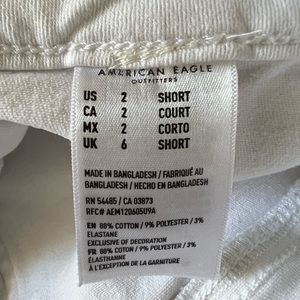 AMERICAN EAGLE
OUTFITTERS
US 2 SHORT
CA 2 COURT
MX 2 CORTO
UK 6 SHORT
MADE IN BANGLADESH / FABRIQUÉ AU
BANGLADESH / HECHO EN BANGLADESH
RN 54485 / CA 03873
RFC# AEM120605U9A
EN 88% COTTON / 9% POLYESTER / 3%
ELASTANE
EXCLUSIVE OF DECORATION
FR 88% COTON / 9% POLYESTER / 3%
ÉLASTHANNE
À L'EXCEPTION DE LA GARNITURE